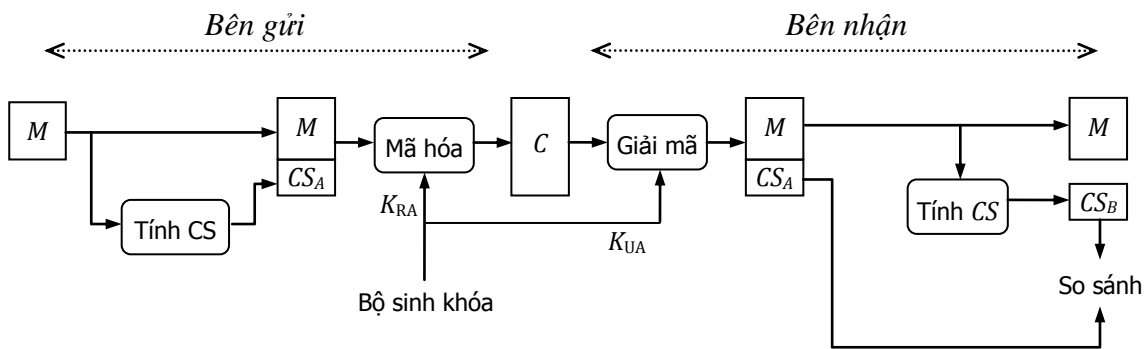 Bên gửi
Bên nhận
M
M
CS_A
Mã hóa
C
Giải mã
M
CS_A
M
Tính CS
K_RA
K_UA
Tính CS
CS_B
Bộ sinh khóa
So sánh